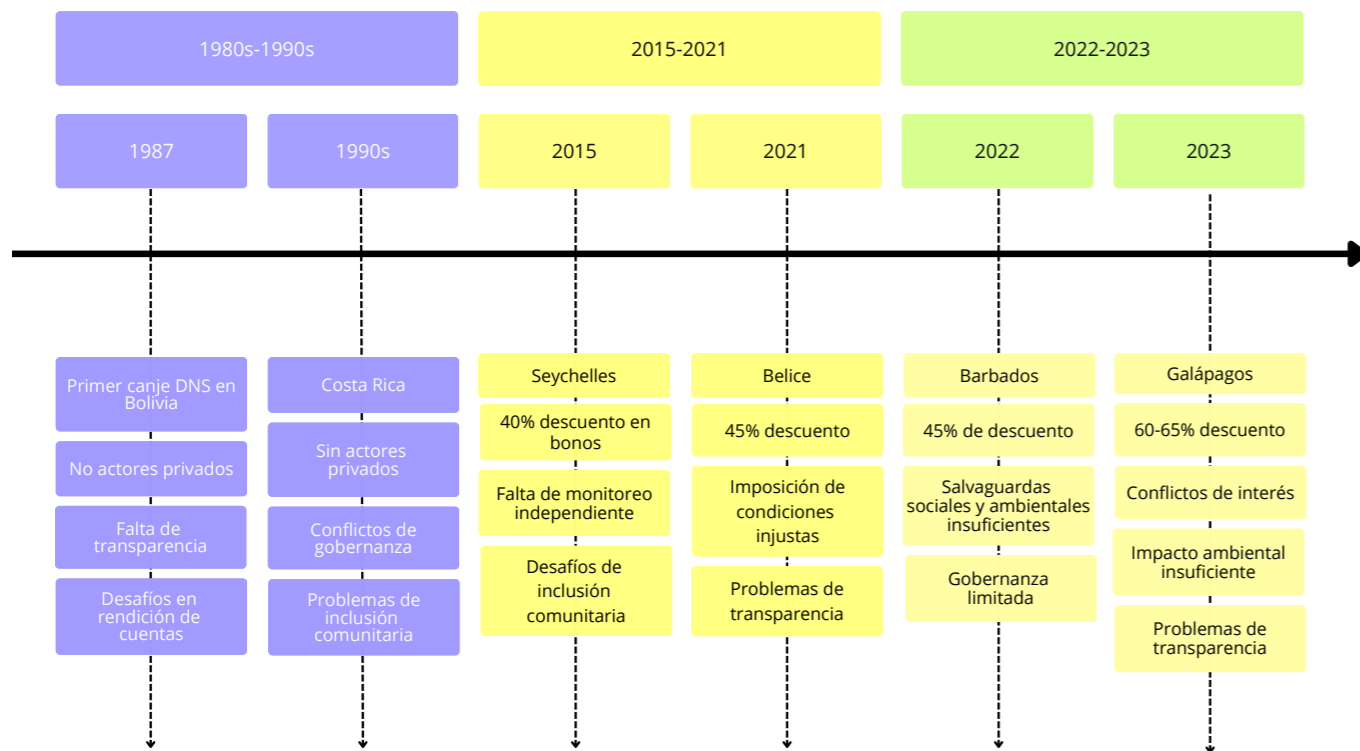 1980s-1990s
2015-2021
2022-2023
1987
1990s
2015
2021
2022
2023
Primer canje DNS en
Bolivia
No actores privados
Falta de
transparencia
Desafíos en
rendición de
cuentas
Costa Rica
Sin actores
privados
Conflictos de
gobernanza
Problemas de
inclusión
comunitaria
Seychelles
40% descuento en
bonos
Falta de monitoreo
independiente
Desafíos de
inclusión
comunitaria
Belice
45% descuento
Imposición de
condiciones
injustas
Problemas de
transparencia
Barbados
45% de descuento
Salvaguardas
sociales y ambientales
insuficientes
Gobernanza
limitada
Galápagos
60-65% descuento
Conflictos de interés
Impacto ambiental
insuficiente
Problemas de
transparencia